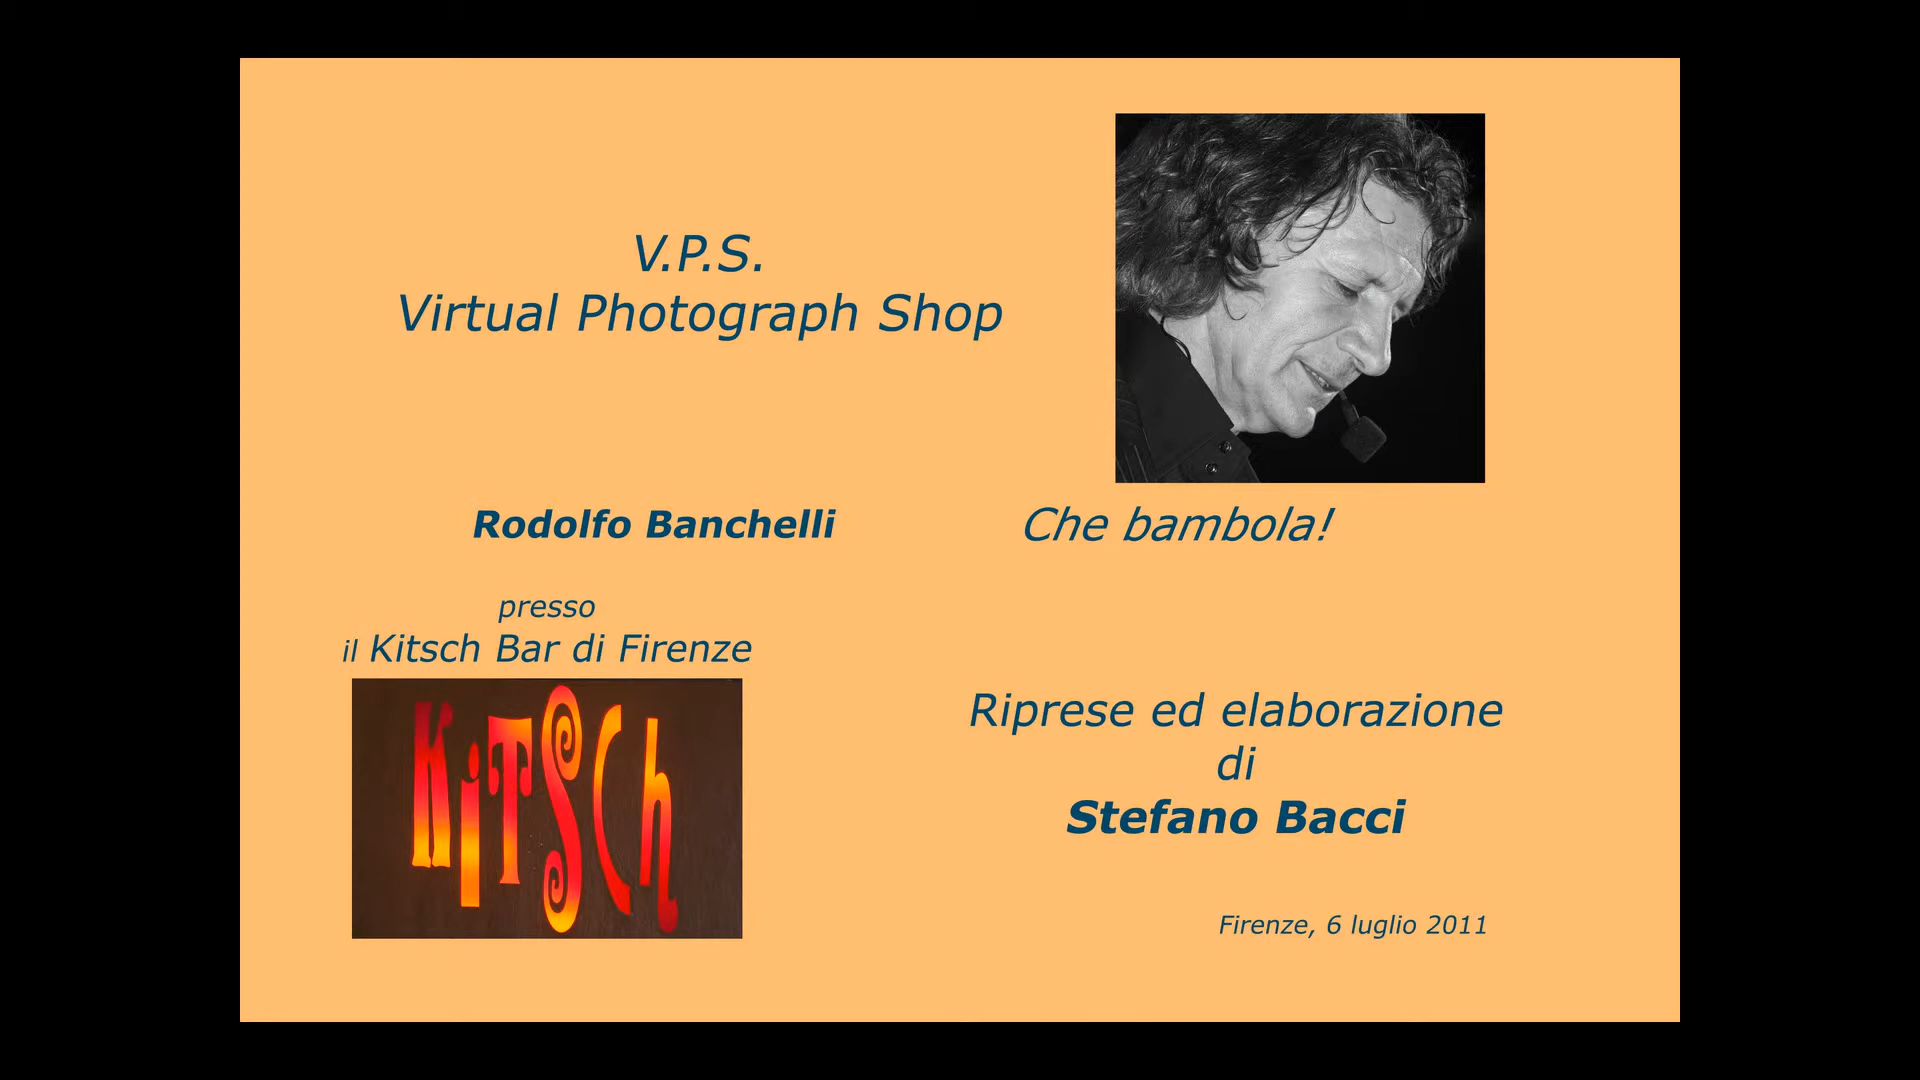 V.P.S.
Virtual Photograph Shop
Rodolfo Banchelli
Che bambola!
presso
il Kitsch Bar di Firenze
KiTSCh
Riprese ed elaborazione
di
Stefano Bacci
Firenze, 6 luglio 2011